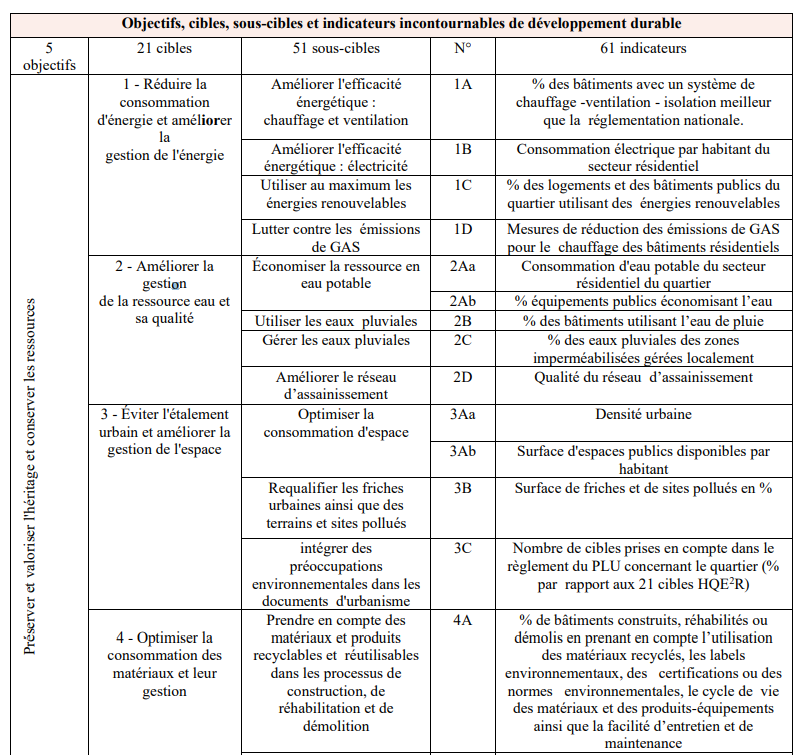 Objectifs, cibles, sous-cibles et indicateurs incontournables de développement durable
5
objectifs
21 cibles
51 sous-cibles
N°
61 indicateurs
Préserver et valoriser l'héritage et conserver les ressources
1 - Réduire la
consommation
d'énergie et améliorer
la
gestion de l'énergie
Améliorer l'efficacité
énergétique :
chauffage et ventilation
1A
% des bâtiments avec un système de
chauffage -ventilation - isolation meilleur
que la réglementation nationale.
Améliorer l'efficacité
énergétique : électricité
1B
Consommation électrique par habitant du
secteur résidentiel
Utiliser au maximum les
énergies renouvelables
1C
% des logements et des bâtiments publics du
quartier utilisant des énergies renouvelables
Lutter contre les émissions
de GAS
1D
Mesures de réduction des émissions de GAS
pour le chauffage des bâtiments résidentiels
2 - Améliorer la
gestion
de la ressource eau et
sa qualité
Économiser la ressource en
eau potable
2Aa
Consommation d'eau potable du secteur
résidentiel du quartier
2Ab
% équipements publics économisant l’eau
Utiliser les eaux pluviales
2B
% des bâtiments utilisant l’eau de pluie
Gérer les eaux pluviales
2C
% des eaux pluviales des zones
imperméabilisées gérées localement
Améliorer le réseau
d’assainissement
2D
Qualité du réseau d’assainissement
3 - Éviter l'étalement
urbain et améliorer la
gestion de l'espace
Optimiser la
consommation d'espace
3Aa
Densité urbaine
3Ab
Surface d'espaces publics disponibles par
habitant
Requalifier les friches
urbaines ainsi que des
terrains et sites pollués
3B
Surface de friches et de sites pollués en %
intégrer des
préoccupations
environnementales dans les
documents d'urbanisme
3C
Nombre de cibles prises en compte dans le
règlement du PLU concernant le quartier (%
par rapport aux 21 cibles HQE²R)
4 - Optimiser la
consommation des
matériaux et leur
gestion
Prendre en compte des
matériaux et produits
recyclables et réutilisables
dans les processus de
construction, de
réhabilitation et de
démolition
4A
% de bâtiments construits, réhabilités ou
démolis en prenant en compte l’utilisation
des matériaux recyclés, les labels
environnementaux, des certifications ou des
normes environnementales, le cycle de vie
des matériaux et des produits-équipements
ainsi que la facilité d’entretien et de
maintenance